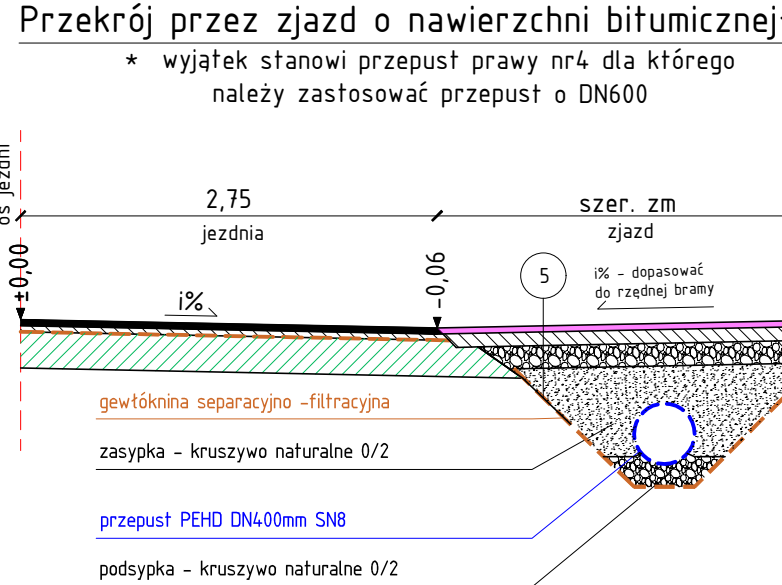 Przekrój przez zjazd o nawierzchni bitumicznej
* wyjątek stanowi przepust prawy nr4 dla którego
należy zastosować przepust o DN600
oś jezdni
2,75
jezdnia
szer. zm
zjazd
±0,00
-0,06
i%
5
i% - dopasować
do rzędnej bramy
gewłóknina separacyjno -filtracyjna
zasypka - kruszywo naturalne 0/2
przepust PEHD DN400mm SN8
podsypka - kruszywo naturalne 0/2